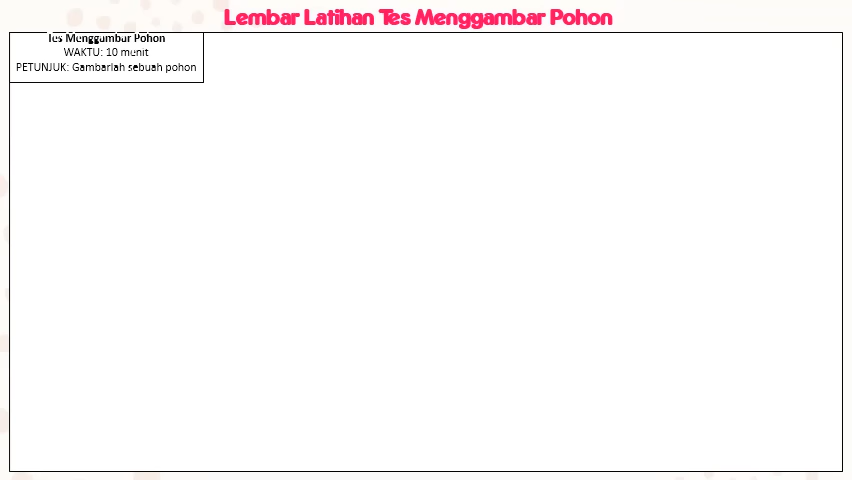 Lembar Latihan Tes Menggambar Pohon
Tes Menggambar Pohon
WAKTU: 10 menit
PETUNJUK: Gambarlah sebuah pohon